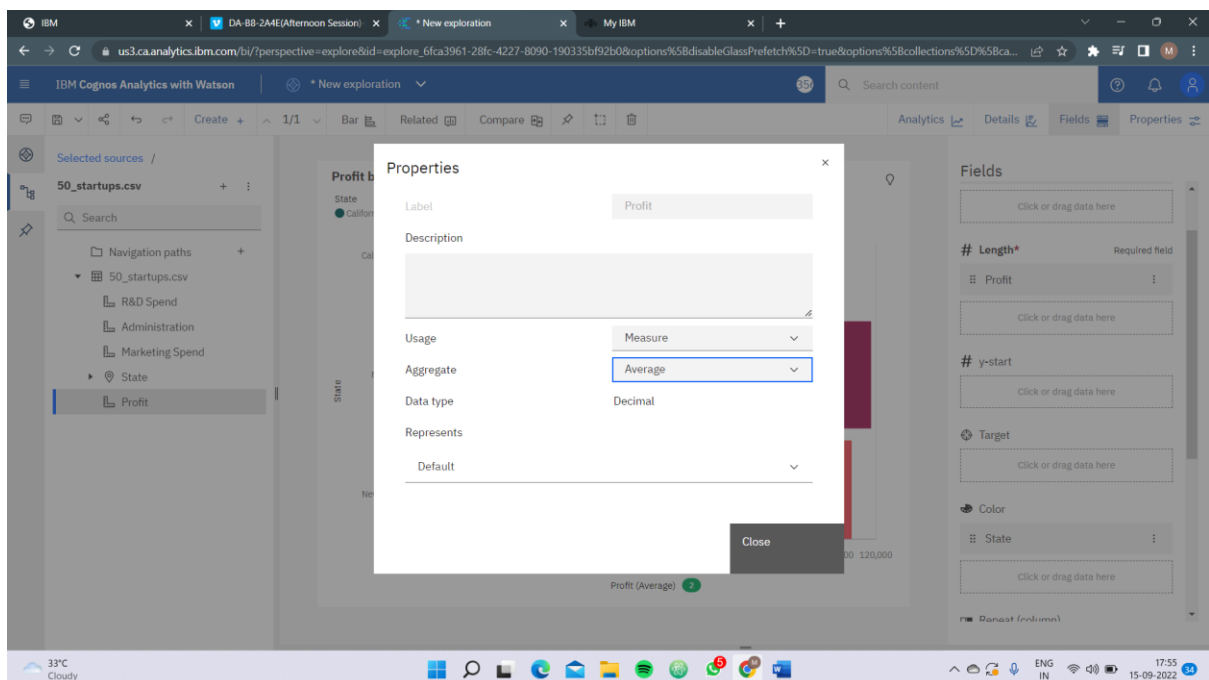 IBM
DA-BB-2A4E(Afternoon Session)
* New exploration
My IBM
us3.ca.analytics.ibm.com/bi/?perspective=explore&id=explore_6fca3961-28fc-4227-8090-190335bf92b0&options%5BdisableGlassPrefetch%5D=true&options%5Bcollections%5D%5Bca...
M
IBM Cognos Analytics with Watson
* New exploration
Search content
Create +
1/1
Bar
Related
Compare
Analytics
Details
Fields
Properties
Selected sources /
50_startups.csv
Search
Navigation paths
50_startups.csv
R&D Spend
Administration
Marketing Spend
State
Profit
Profit b
State
Californ
Cal
State
Ne
00 120,000
Profit (Average) 2
Properties
Label
Profit
Description
Usage
Measure
Aggregate
Average
Data type
Decimal
Represents
Default
Close
Fields
Click or drag data here
# Length*
Required field
Profit
Click or drag data here
# y-start
Click or drag data here
Target
Click or drag data here
Color
State
Click or drag data here
Repeat (column)
33°C
Cloudy
5
ENG
IN
17:55
15-09-2022
34